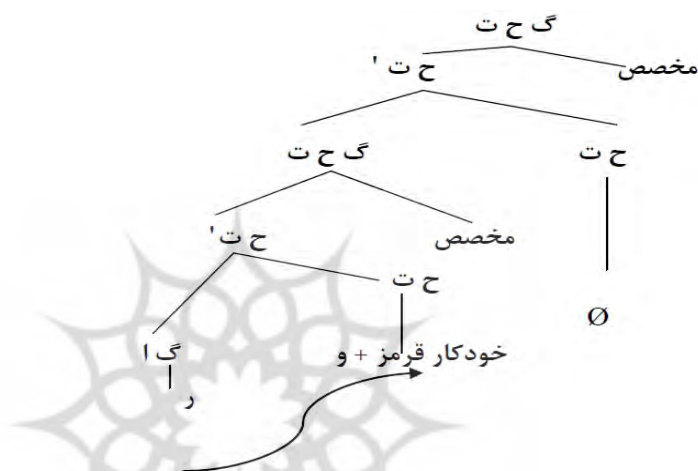 گ ح ت
مخصص
ح ت '
ح ت
گ ح ت
مخصص
ح ت '
ح ت
Ø
خودکار قرمز + و
گ ا
ر